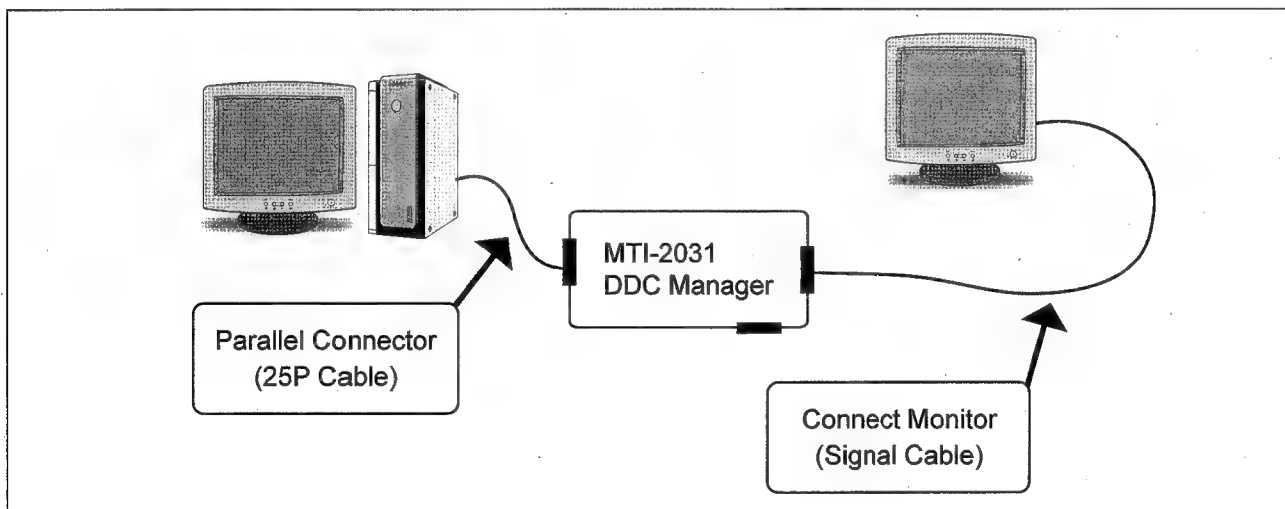 MTI-2031
DDC Manager
Parallel Connector
(25P Cable)
Connect Monitor
(Signal Cable)